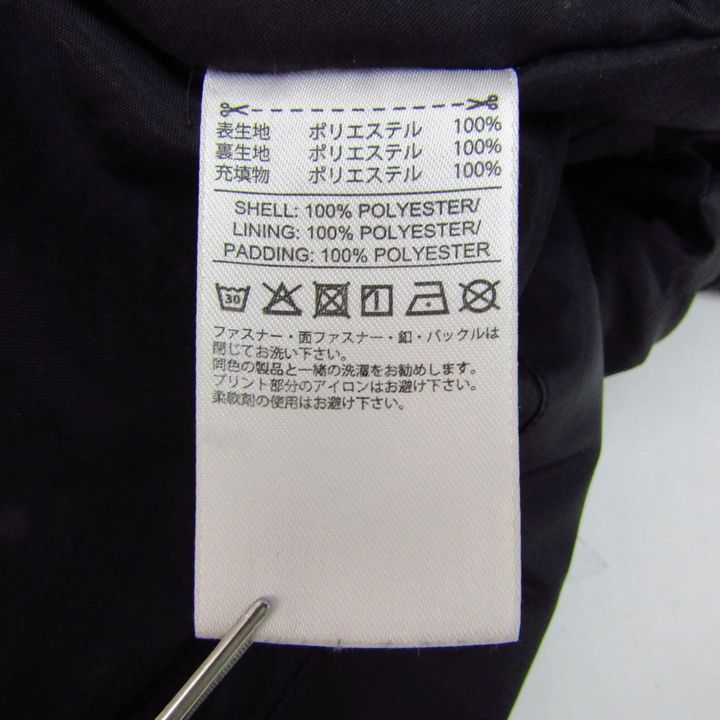 表生地 ポリエステル 100%
裏生地 ポリエステル 100%
充填物 ポリエステル 100%
SHELL: 100% POLYESTER/
LINING: 100% POLYESTER/
PADDING: 100% POLYESTER
30
ファスナー・面ファスナー・釦・バックルは
閉じてお洗い下さい。
同色の製品と一緒の洗濯をお勧めします。
プリント部分のアイロンはお避け下さい。
柔軟剤の使用はお避け下さい。